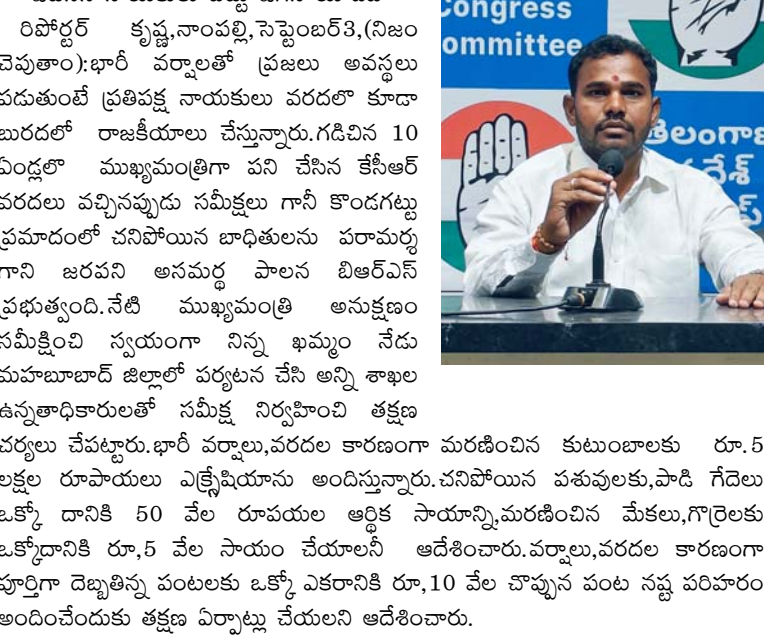 రిపోర్టర్ కృష్ణ,నాంపల్లి,సెప్టెంబర్3,(నిజం
చెపుతాం):భారీ వర్షాలతో ప్రజలు అవస్థలు
పడుతుంటే ప్రతిపక్ష నాయకులు వరదలొ కూడా
బురదలో రాజకీయాలు చేస్తున్నారు.గడిచిన 10
ఏండ్లలొ ముఖ్యమంత్రిగా పని చేసిన కేసీఆర్
వరదలు వచ్చినప్పుడు సమీక్షలు గానీ కొండగట్టు
ప్రమాదంలో చనిపోయిన బాధితులను పరామర్శ
గాని జరపని అసమర్థ పాలన బిఆర్ఎస్
ప్రభుత్వంది.నేటి ముఖ్యమంత్రి అనుక్షణం
సమీక్షించి స్వయంగా నిన్న ఖమ్మం నేడు
మహబూబాద్ జిల్లాలో పర్యటన చేసి అన్ని శాఖల
ఉన్నతాధికారులతో సమీక్ష నిర్వహించి తక్షణ
చర్యలు చేపట్టారు.భారీ వర్షాలు,వరదల కారణంగా మరణించిన కుటుంబాలకు రూ.5
లక్షల రూపాయలు ఎక్స్గ్రేషియాను అందిస్తున్నారు.చనిపోయిన పశువులకు,పాడి గేదెలు
ఒక్కో దానికి 50 వేల రూపయల ఆర్థిక సాయాన్ని,మరణించిన మేకలు,గొర్రెలకు
ఒక్కోదానికి రూ,5 వేల సాయం చేయాలనీ ఆదేశించారు.వర్షాలు,వరదల కారణంగా
పూర్తిగా దెబ్బతిన్న పంటలకు ఒక్కో ఎకరానికి రూ,10 వేల చొప్పున పంట నష్ట పరిహారం
అందించేందుకు తక్షణ ఏర్పాట్లు చేయలని ఆదేశించారు.
Congress
ommittee
తెలంగాణ